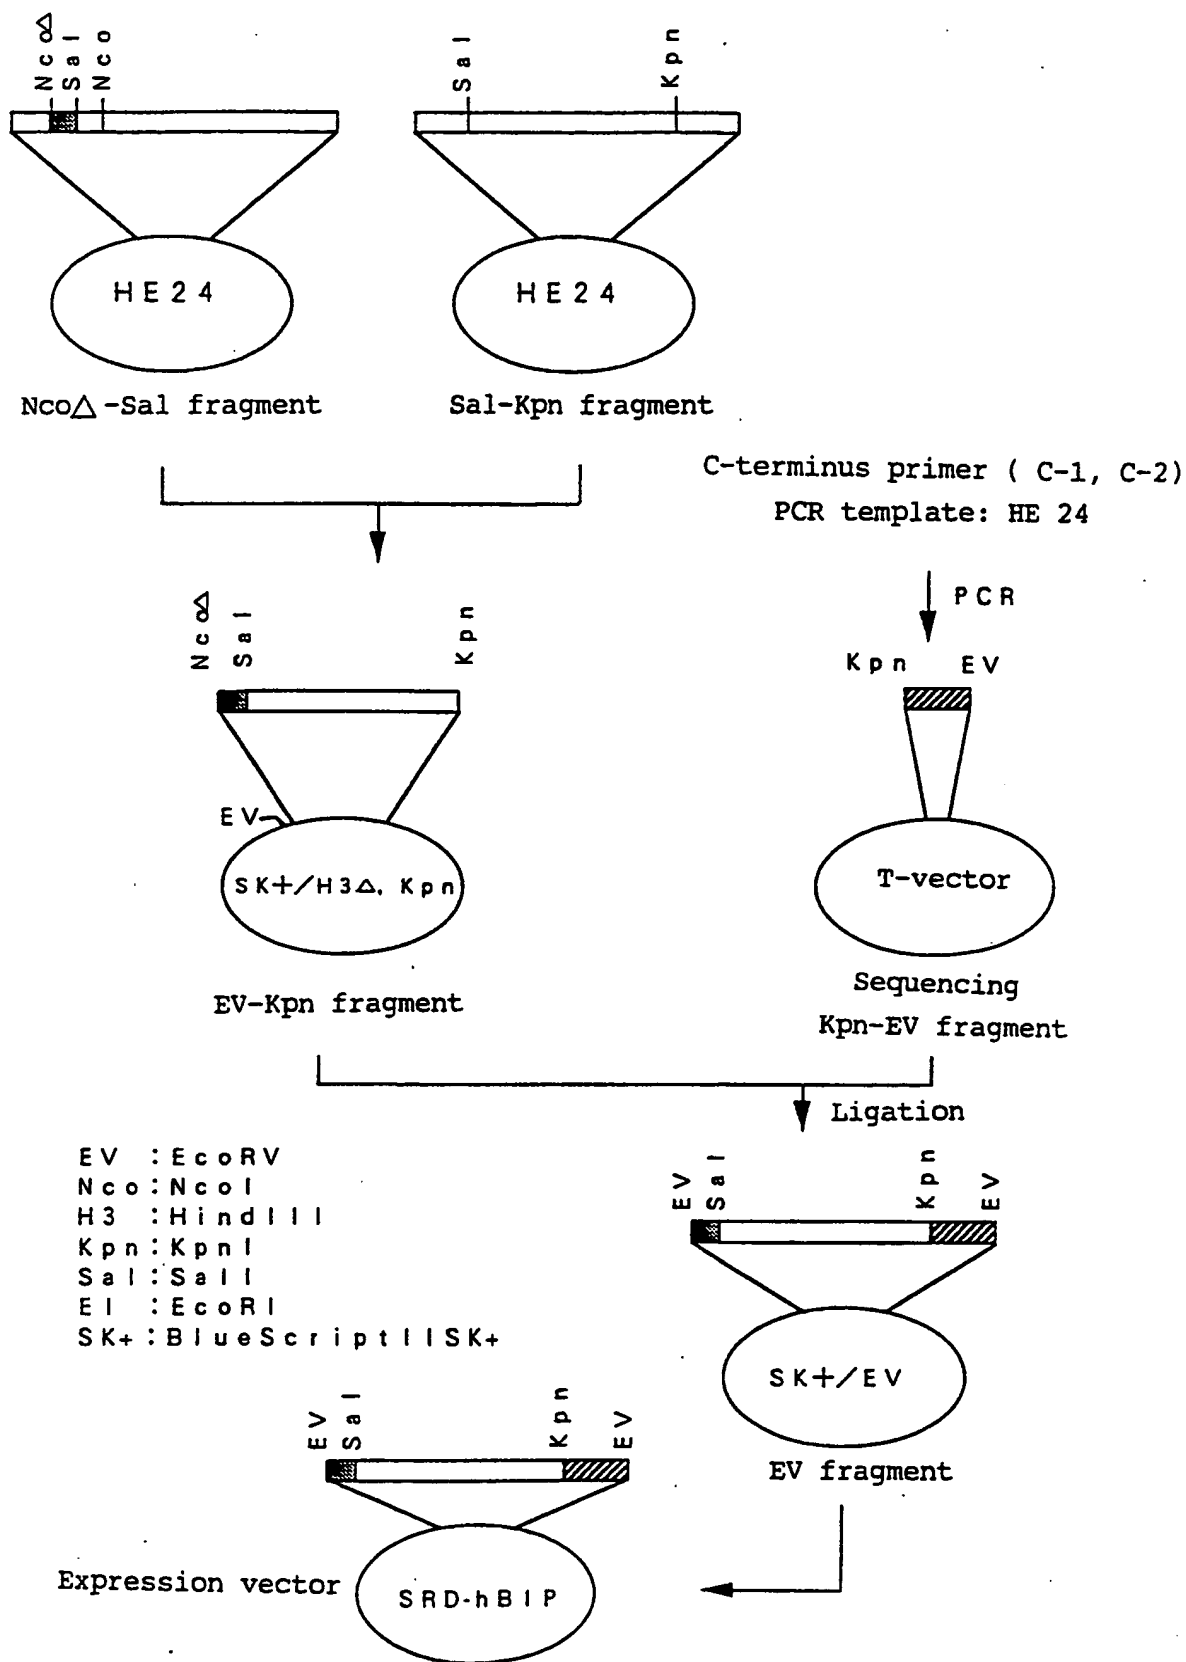 Nco△ Sal Nco
Sal Kpn
HE24
HE24
Nco△-Sal fragment
Sal-Kpn fragment
C-terminus primer ( C-1, C-2)
PCR template: HE 24
PCR
Nco△ Sal Kpn
Kpn EV
EV
SK+/H3△, Kpn
T-vector
EV-Kpn fragment
Sequencing
Kpn-EV fragment
Ligation
EV : EcoRV
Nco : NcoI
H3 : HindIII
Kpn : KpnI
Sal : SalI
EI : EcoRI
SK+ : BlueScriptIISK+
EV Sal Kpn EV
SK+/EV
EV fragment
EV Sal Kpn EV
Expression vector
SRD-hBIP